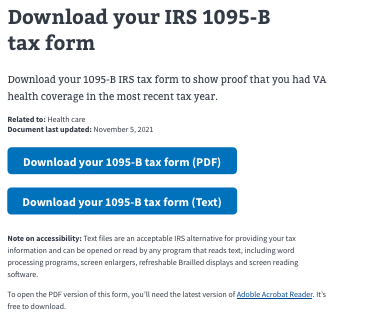 Download your IRS 1095-B
tax form
Download your 1095-B IRS tax form to show proof that you had VA
health coverage in the most recent tax year.
Related to: Health care
Document last updated: November 5, 2021
Download your 1095-B tax form (PDF)
Download your 1095-B tax form (Text)
Note on accessibility: Text files are an acceptable IRS alternative for providing your tax
information and can be opened or read by any program that reads text, including word
processing programs, screen enlargers, refreshable Brailled displays and screen reading
software.
To open the PDF version of this form, you'll need the latest version of Adoble Acrobat Reader. It's
free to download.